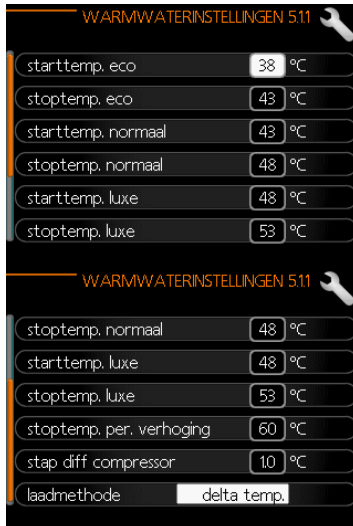 WARMWATERINSTELLINGEN 5.1.1
starttemp. eco 38 °C
stoptemp. eco 43 °C
starttemp. normaal 43 °C
stoptemp. normaal 48 °C
starttemp. luxe 48 °C
stoptemp. luxe 53 °C
WARMWATERINSTELLINGEN 5.1.1
stoptemp. normaal 48 °C
starttemp. luxe 48 °C
stoptemp. luxe 53 °C
stoptemp. per. verhoging 60 °C
stap diff compressor 1.0 °C
laadmethode delta temp.